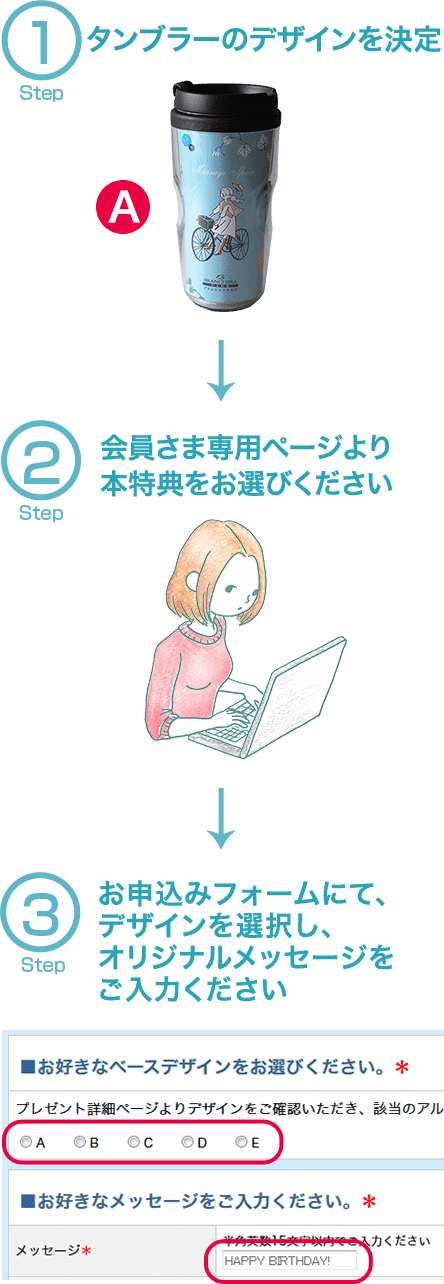 1
Step
タンブラーのデザインを決定
A
Message Space
2
Step
会員さま専用ページより
本特典をお選びください
3
Step
お申込みフォームにて、
デザインを選択し、
オリジナルメッセージを
ご入力ください
■お好きなベースデザインをお選びください。*
プレゼント詳細ページよりデザインをご確認いただき、該当のアル
A B C D E
■お好きなメッセージをご入力ください。*
半角英数15文字以内でご入力ください
メッセージ*
HAPPY BIRTHDAY!